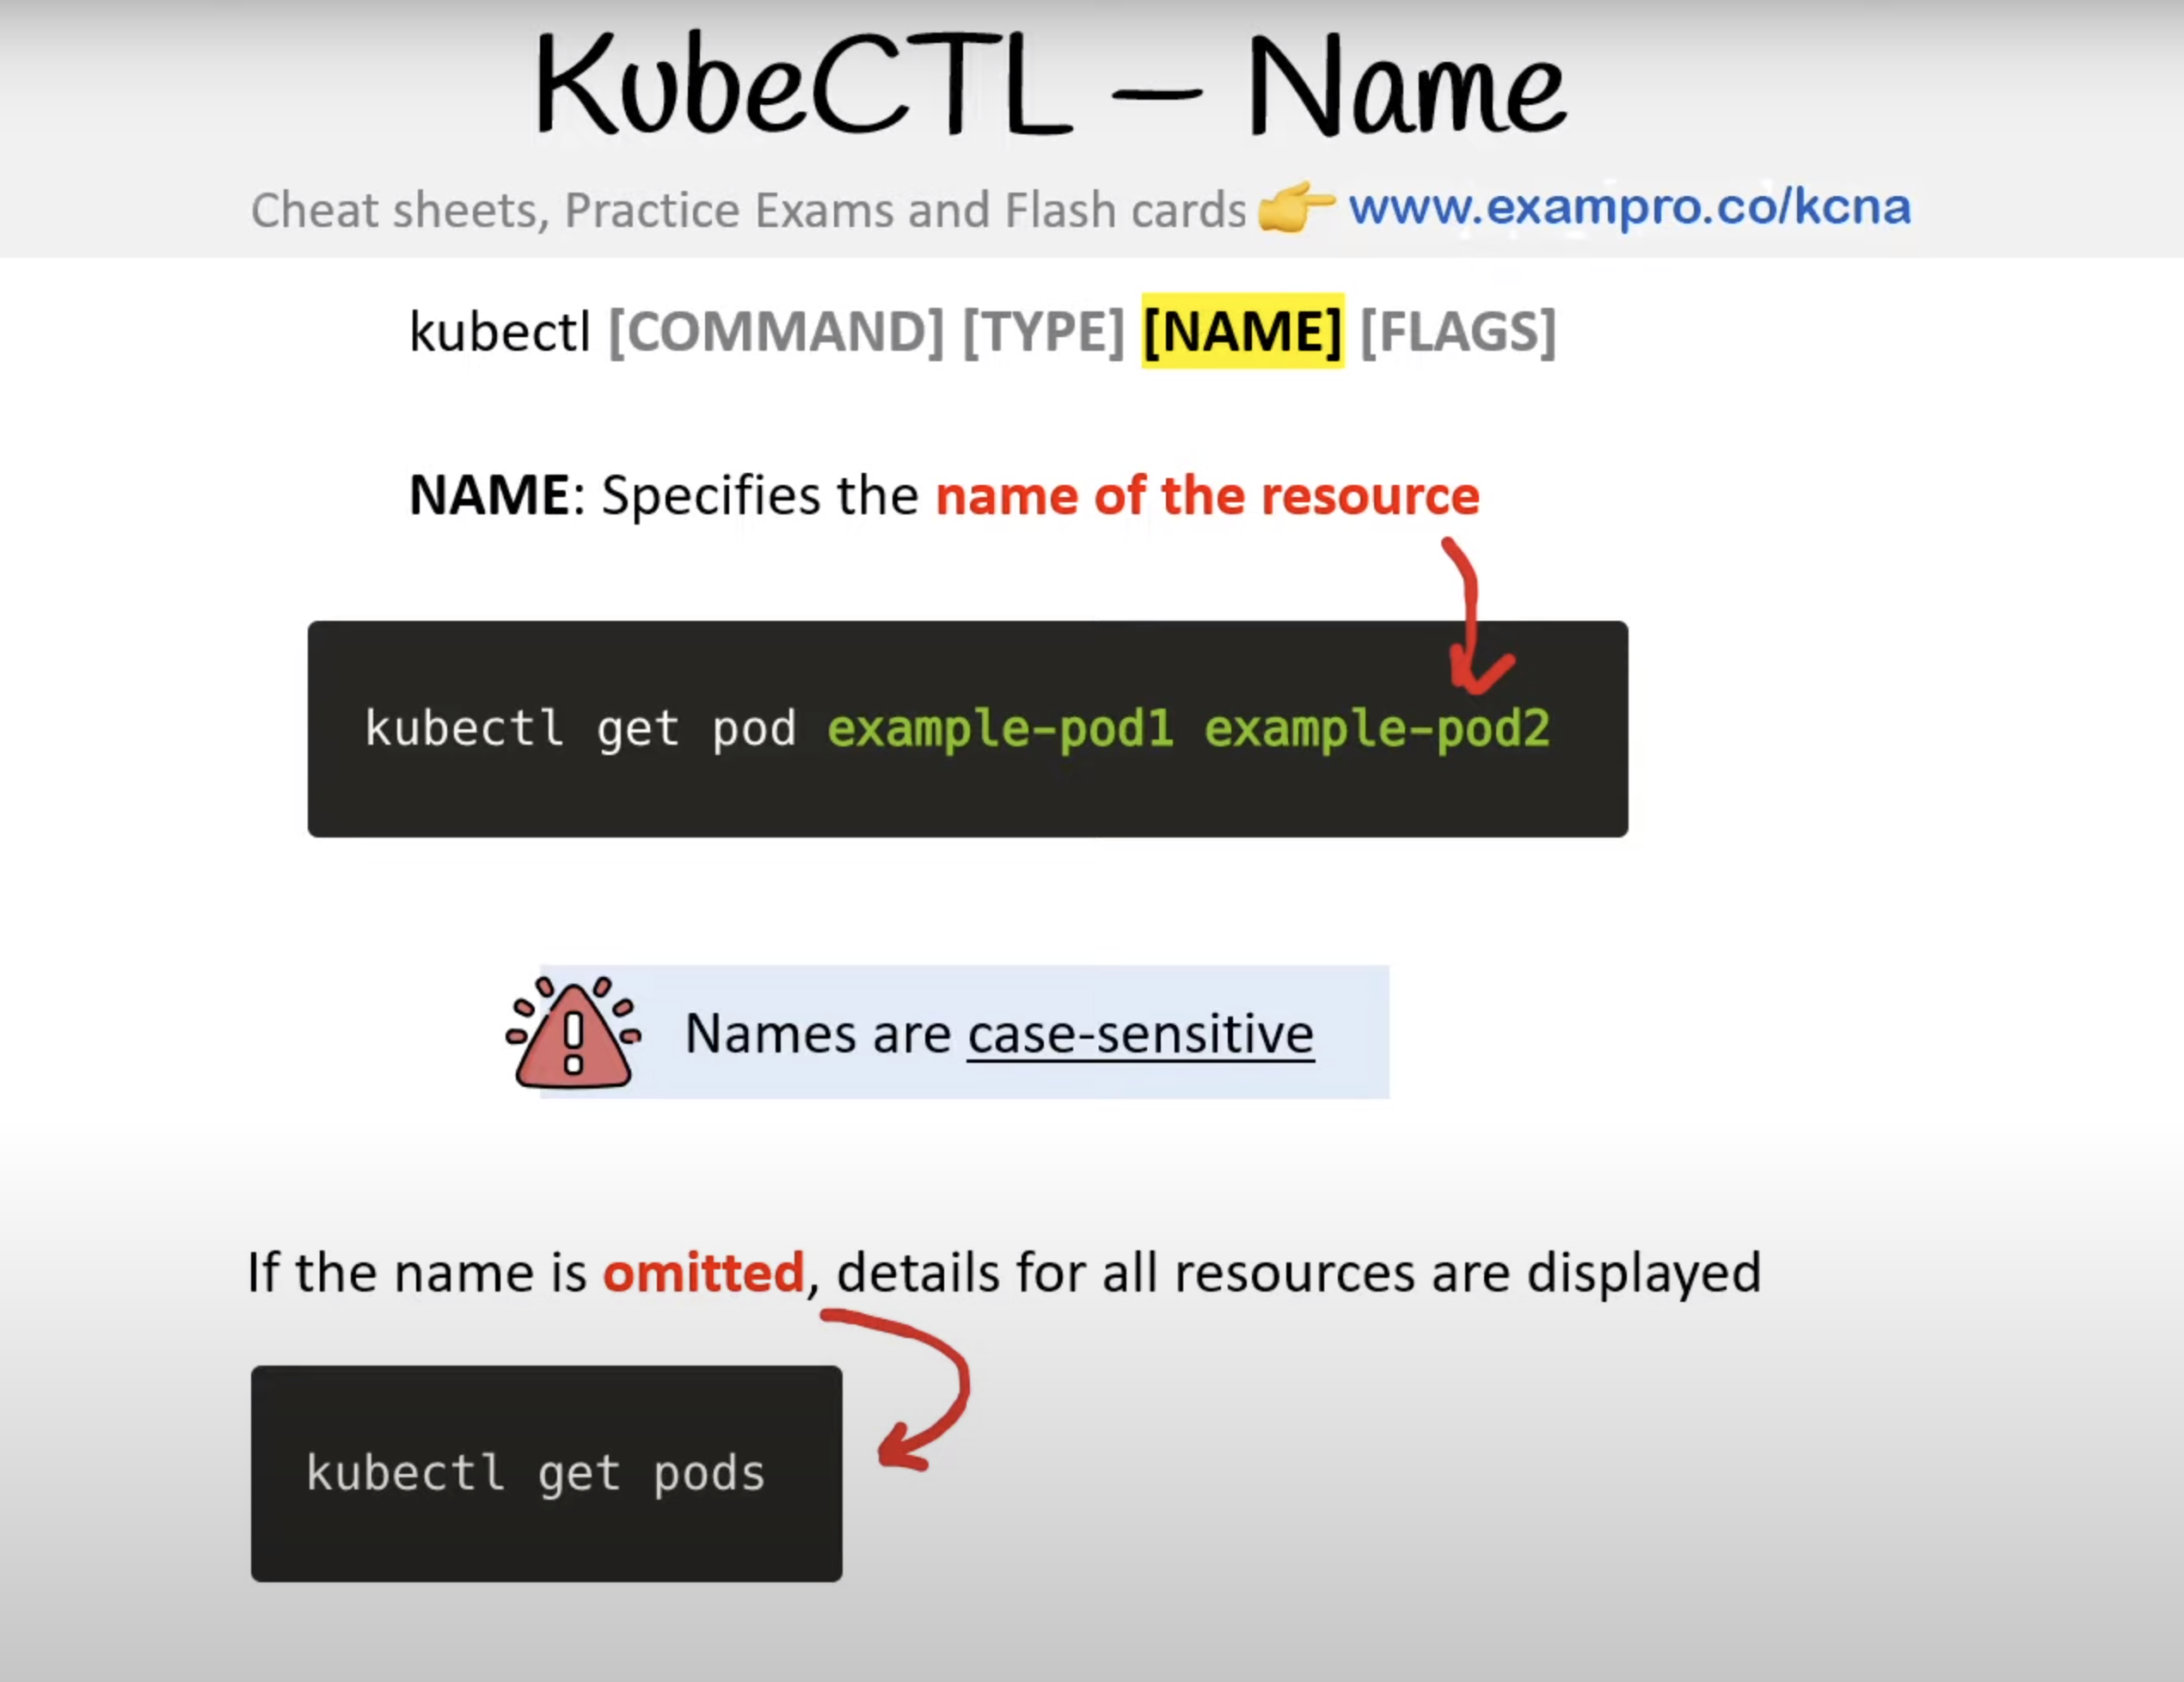 KubeCTL – Name
Cheat sheets, Practice Exams and Flash cards 👉 www.exampro.co/kcna
kubectl [COMMAND] [TYPE] [NAME] [FLAGS]
NAME: Specifies the name of the resource
kubectl get pod example-pod1 example-pod2
Names are case-sensitive
If the name is omitted, details for all resources are displayed
kubectl get pods